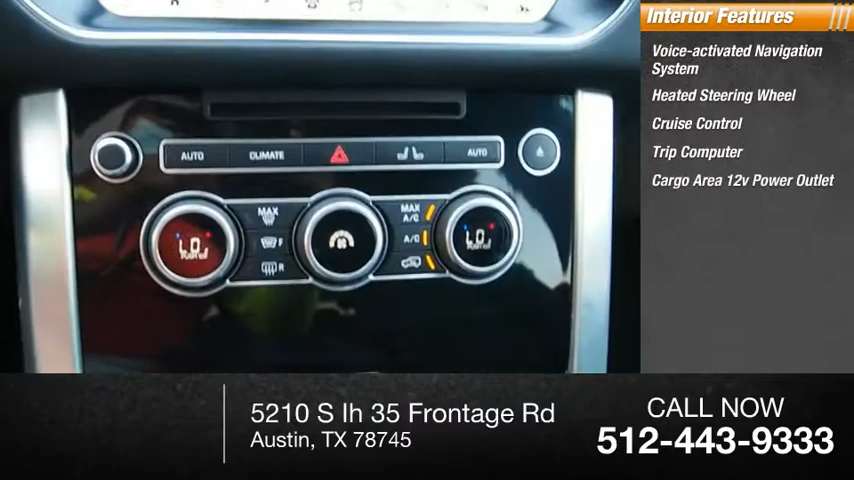 Interior Features
Voice-activated Navigation
System
Heated Steering Wheel
Cruise Control
Trip Computer
Cargo Area 12v Power Outlet
AUTO CLIMATE AUTO
MAX
MAX
A/C
F
A/C
LO LO
R
5210 S Ih 35 Frontage Rd
Austin, TX 78745
CALL NOW
512-443-9333